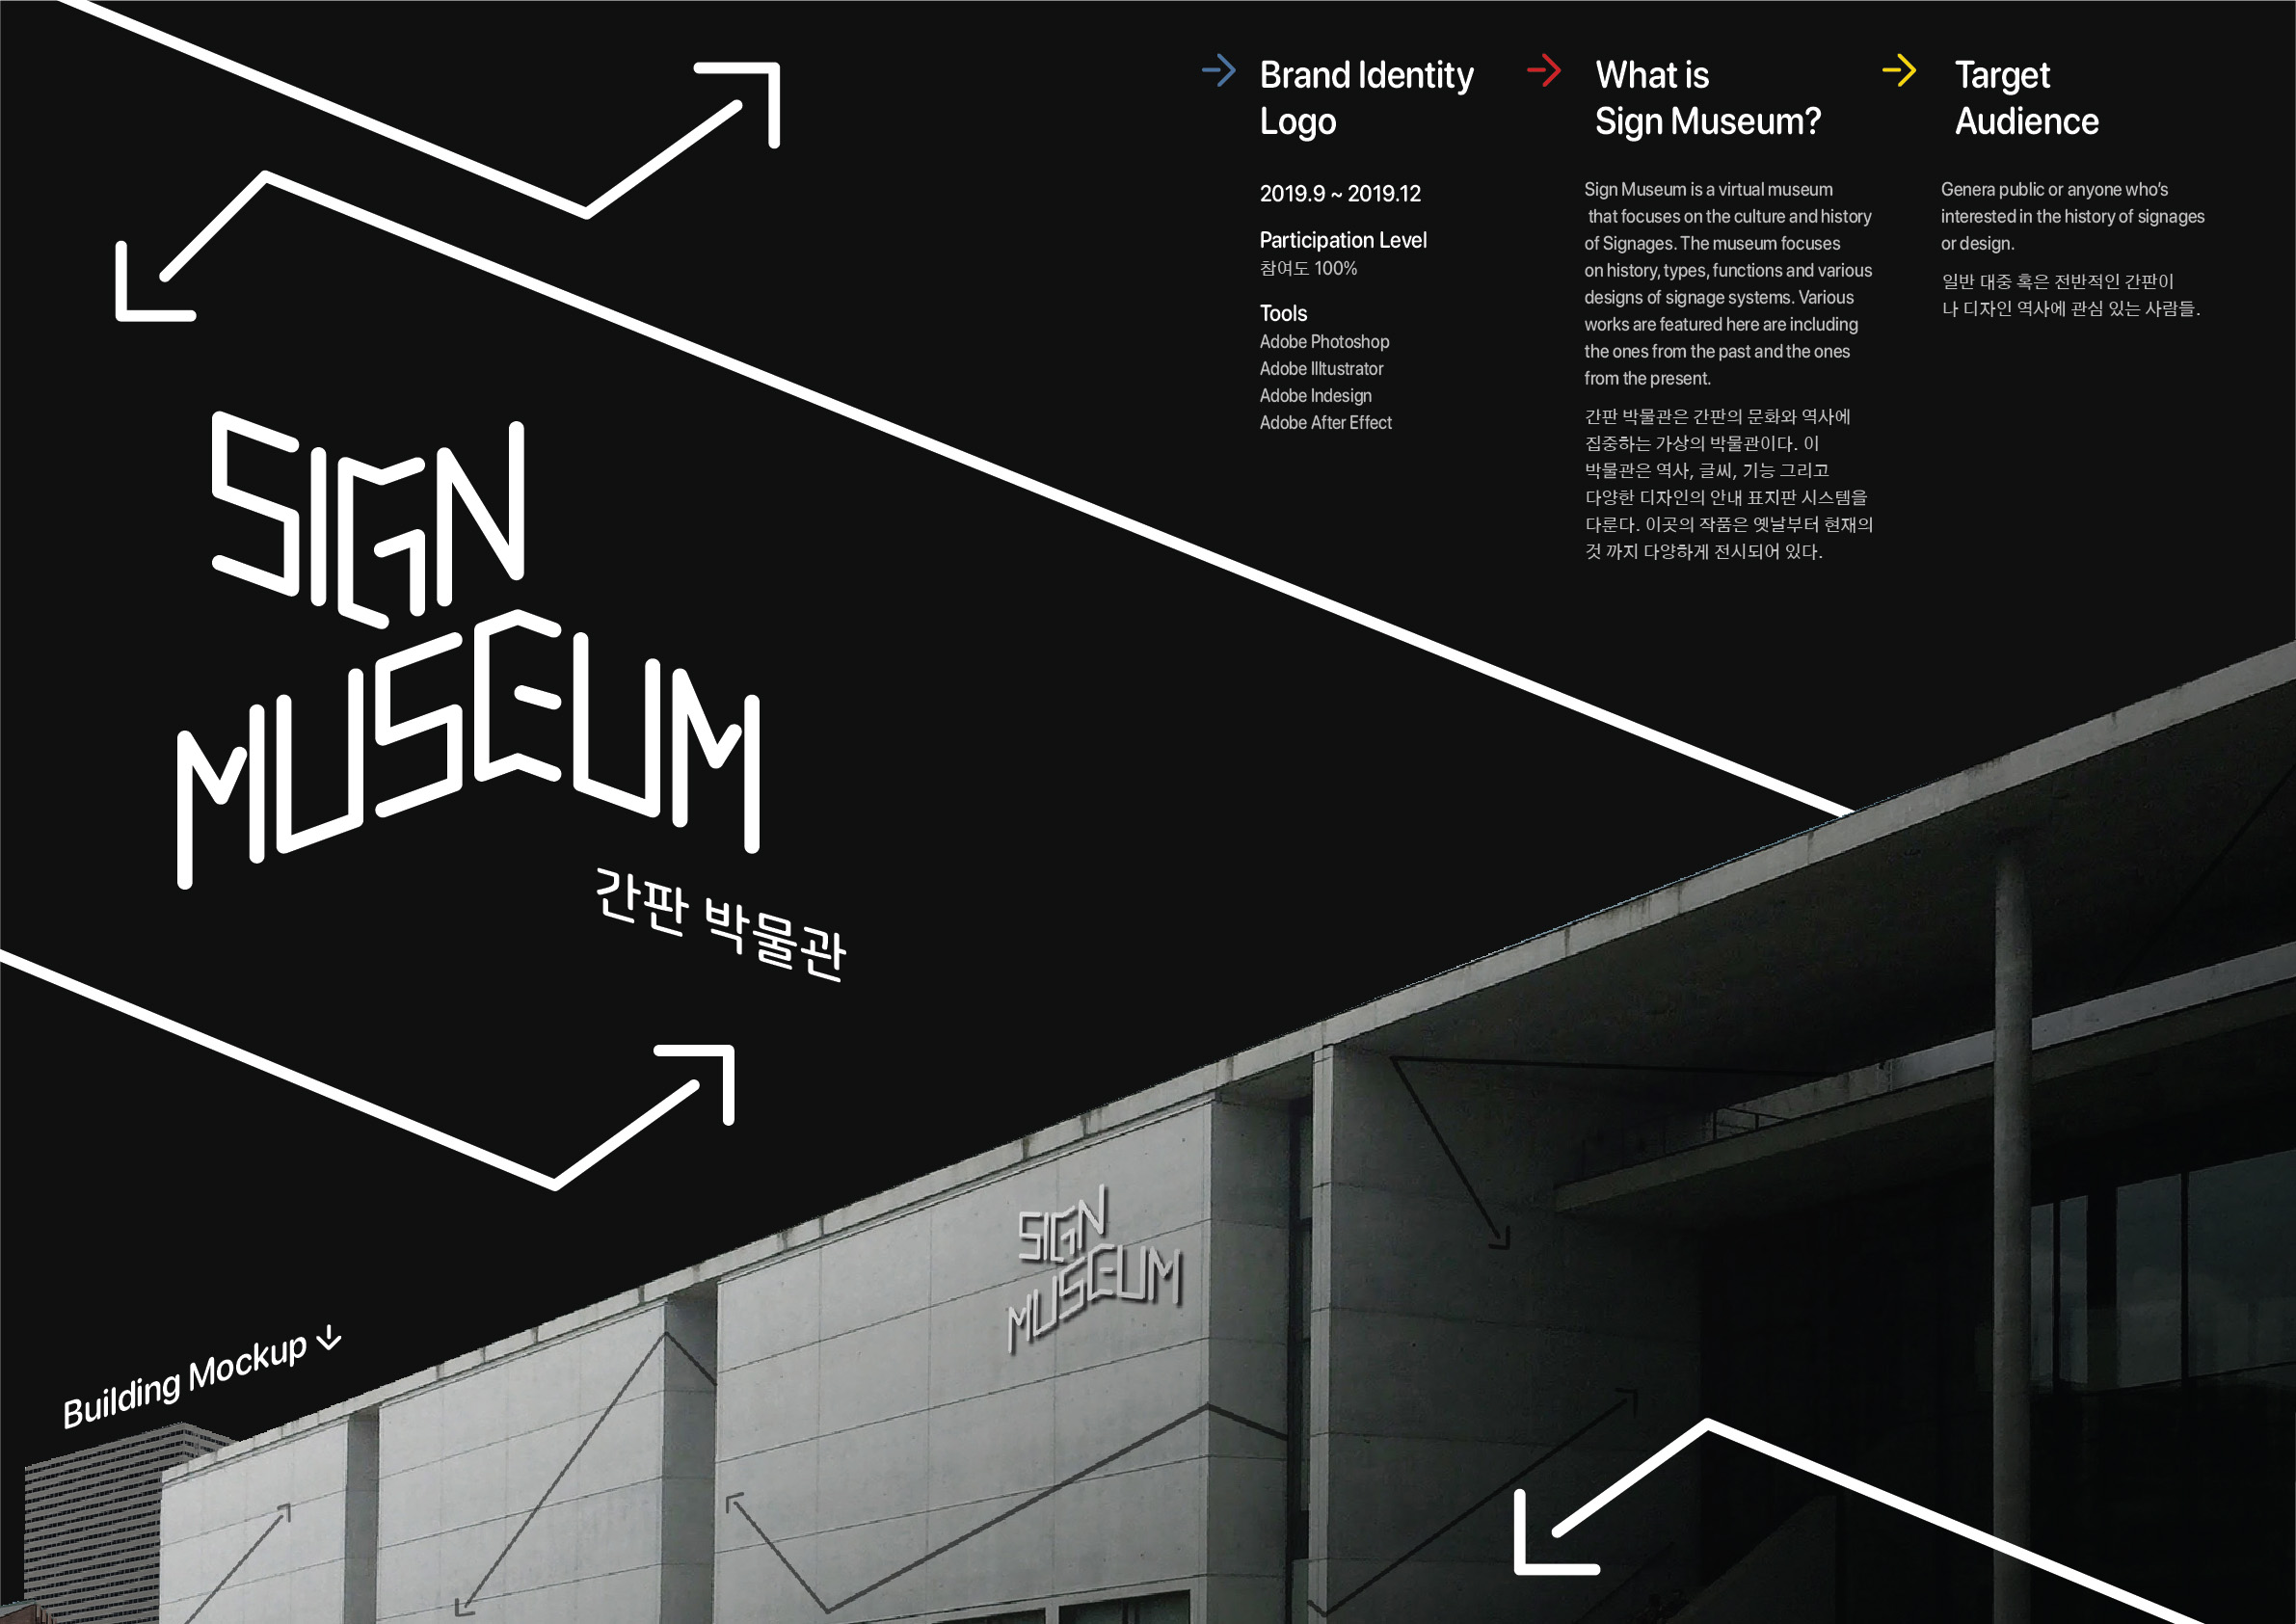 Brand Identity
Logo
2019.9 ~ 2019.12
Participation Level
참여도 100%
Tools
Adobe Photoshop
Adobe Illtustrator
Adobe Indesign
Adobe After Effect
What is
Sign Museum?
Sign Museum is a virtual museum
that focuses on the culture and history
of Signages. The museum focuses
on history, types, functions and various
designs of signage systems. Various
works are featured here are including
the ones from the past and the ones
from the present.
간판 박물관은 간판의 문화와 역사에
집중하는 가상의 박물관이다. 이
박물관은 역사, 글씨, 기능 그리고
다양한 디자인의 안내 표지판 시스템을
다룬다. 이곳의 작품은 옛날부터 현재의
것 까지 다양하게 전시되어 있다.
Target
Audience
Genera public or anyone who's
interested in the history of signages
or design.
일반 대중 혹은 전반적인 간판이
나 디자인 역사에 관심 있는 사람들.
SIGN
MUSEUM
간판 박물관
SIGN
MUSEUM
Building Mockup